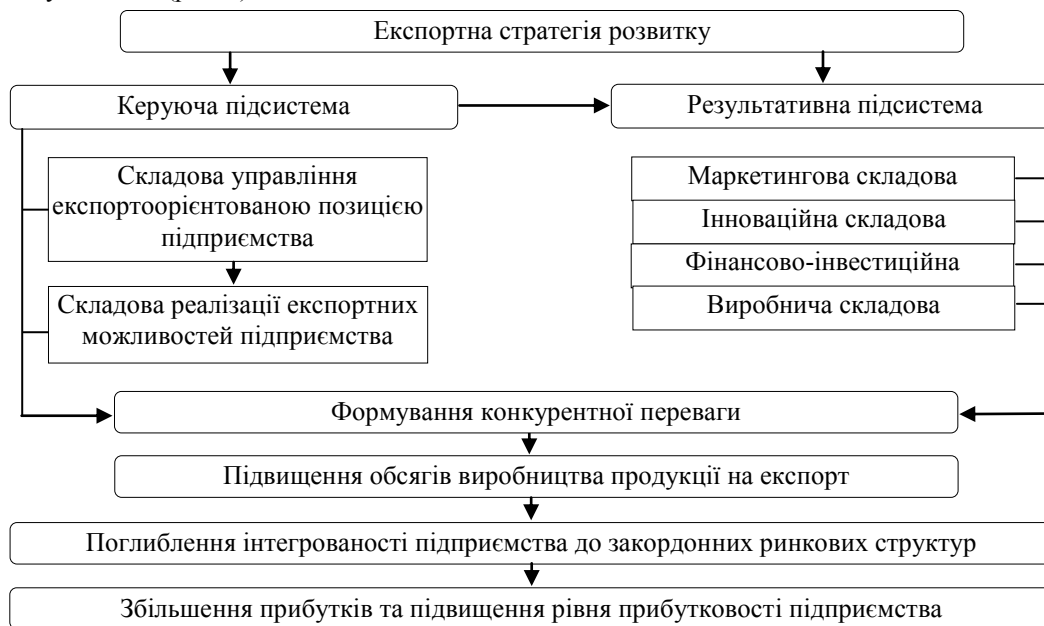 Експортна стратегія розвитку
Керуюча підсистема
Результативна підсистема
Складова управління
експортоорієнтованою позицією
підприємства
Складова реалізації експортних
можливостей підприємства
Маркетингова складова
Інноваційна складова
Фінансово-інвестиційна
Виробнича складова
Формування конкурентної переваги
Підвищення обсягів виробництва продукції на експорт
Поглиблення інтегрованості підприємства до закордонних ринкових структур
Збільшення прибутків та підвищення рівня прибутковості підприємства